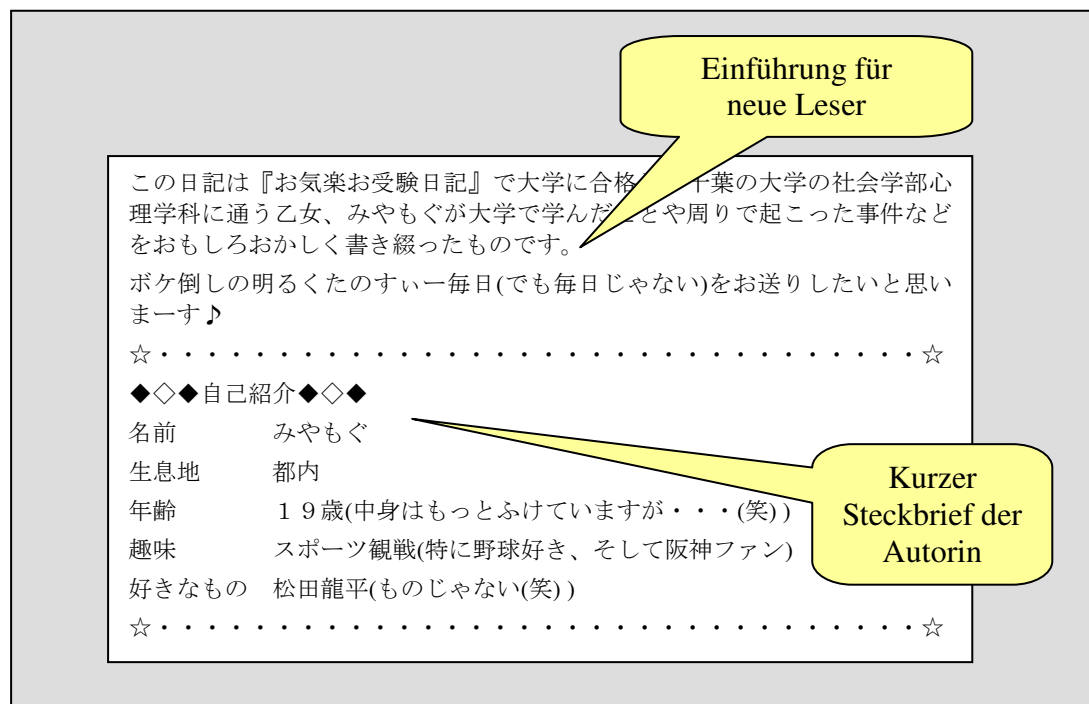 Einführung für
neue Leser
この日記は『お気楽お受験日記』で大学に合格 千葉の大学の社会学部心
理学科に通う乙女、みやもぐが大学で学んだことや周りで起こった事件など
をおもしろおかしく書き綴ったものです。
ボケ倒しの明るくたのすぃー毎日(でも毎日じゃない)をお送りしたいと思い
まーす♪
☆・・・・・・・・・・・・・・・・・・・・・・・・・・・・・・・・☆
◆◇◆自己紹介◆◇◆
名前 みやもぐ
生息地 都内
年齢 19歳(中身はもっとふけていますが・・・(笑))
趣味 スポーツ観戦(特に野球好き、そして阪神ファン)
好きなもの 松田龍平(ものじゃない(笑))
☆・・・・・・・・・・・・・・・・・・・・・・・・・・・・・・・・☆
Kurzer
Steckbrief der
Autorin